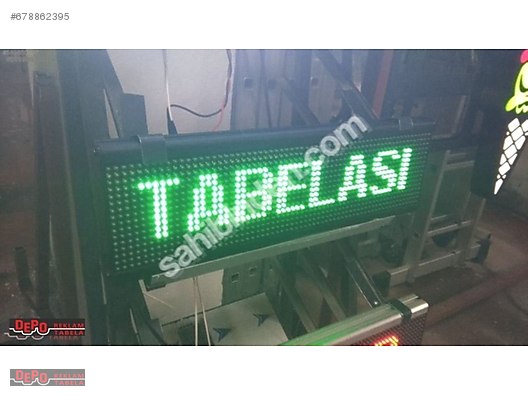 #678862395
TABELASI
sahibinden.com
DEPO REKLAM TABELA
DEPO REKLAM TABELA